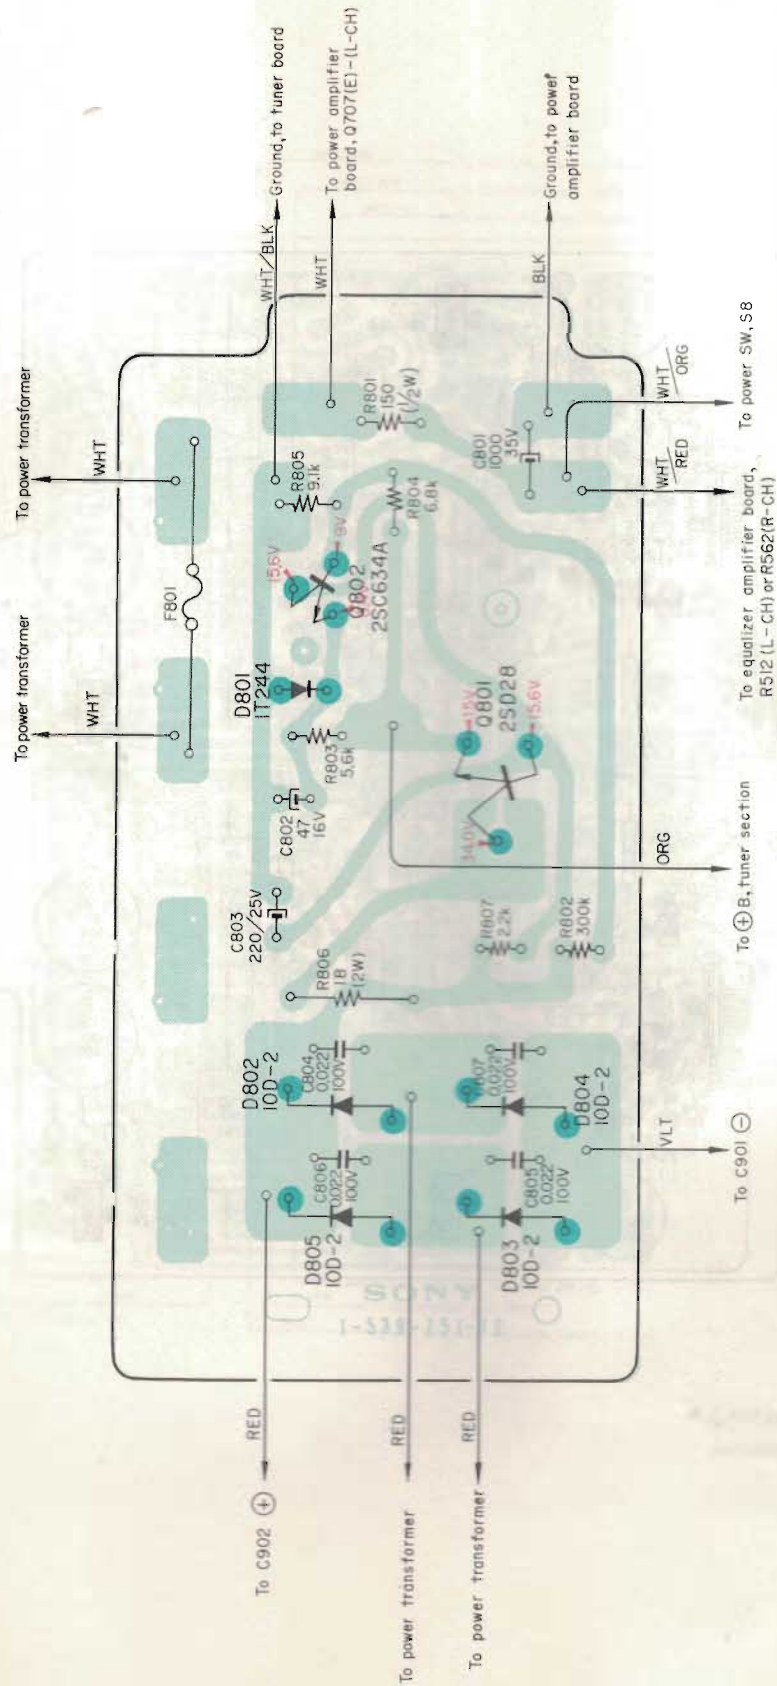 To power transformer
WHT
To power transformer
WHT
F801
WHT/BLK
Ground, to tuner board
WHT
To power amplifier
board, Q707(E)-(L-CH)
BLK
Ground, to power
amplifier board
R801
150
(1/2W)
C801
1000
35V
R805
9.1k
R804
6.8k
15.6V
9V
Q802
2SC634A
D801
1T244
R803
5.6k
C802
47
16V
C803
220/25V
15V
Q801
2SD28
15.6V
34.0V
R806
18
(2W)
R807
2.2k
R802
300k
D802
10D-2
C804
0.022
100V
0.022
100V
D804
10D-2
C806
0.022
100V
C805
0.022
100V
D805
10D-2
D803
10D-2
SONY
WHT/ORG
To power SW, S8
WHT/RED
To equalizer amplifier board,
R512 (L-CH) or R562(R-CH)
ORG
To ⊕B, tuner section
VLT
To C901 ⊖
RED
To C902 ⊕
RED
To power transformer
RED
To power transformer